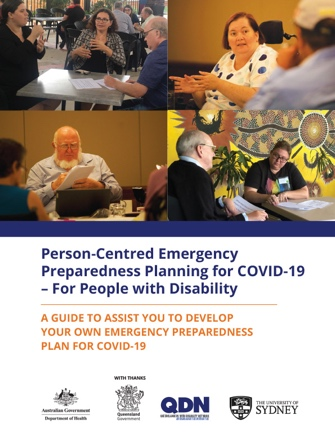 Person-Centred Emergency
Preparedness Planning for COVID-19
– For People with Disability
A GUIDE TO ASSIST YOU TO DEVELOP
YOUR OWN EMERGENCY PREPAREDNESS
PLAN FOR COVID-19
WITH THANKS
Australian Government
Department of Health
Queensland
Government
QDN
THE UNIVERSITY OF
SYDNEY